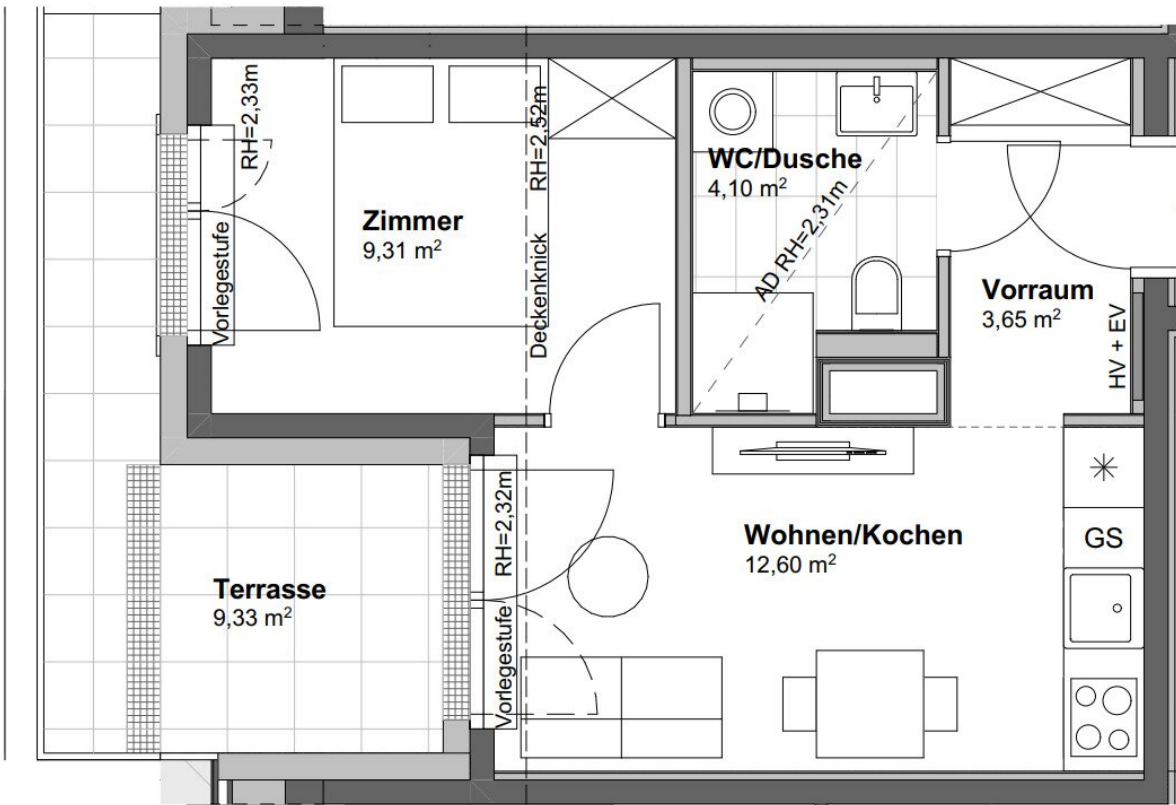 RH=2,33m
Vorlegestufe
Zimmer
9,31 m²
RH=2,52m
Deckenknick
WC/Dusche
4,10 m²
AD RH=2,31m
Vorraum
3,65 m²
HV + EV
Terrasse
9,33 m²
RH=2,32m
Vorlegestufe
Wohnen/Kochen
12,60 m²
GS